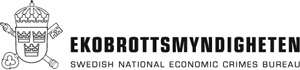 EKOBROTTSMYNDIGHETEN
SWEDISH NATIONAL ECONOMIC CRIMES BUREAU